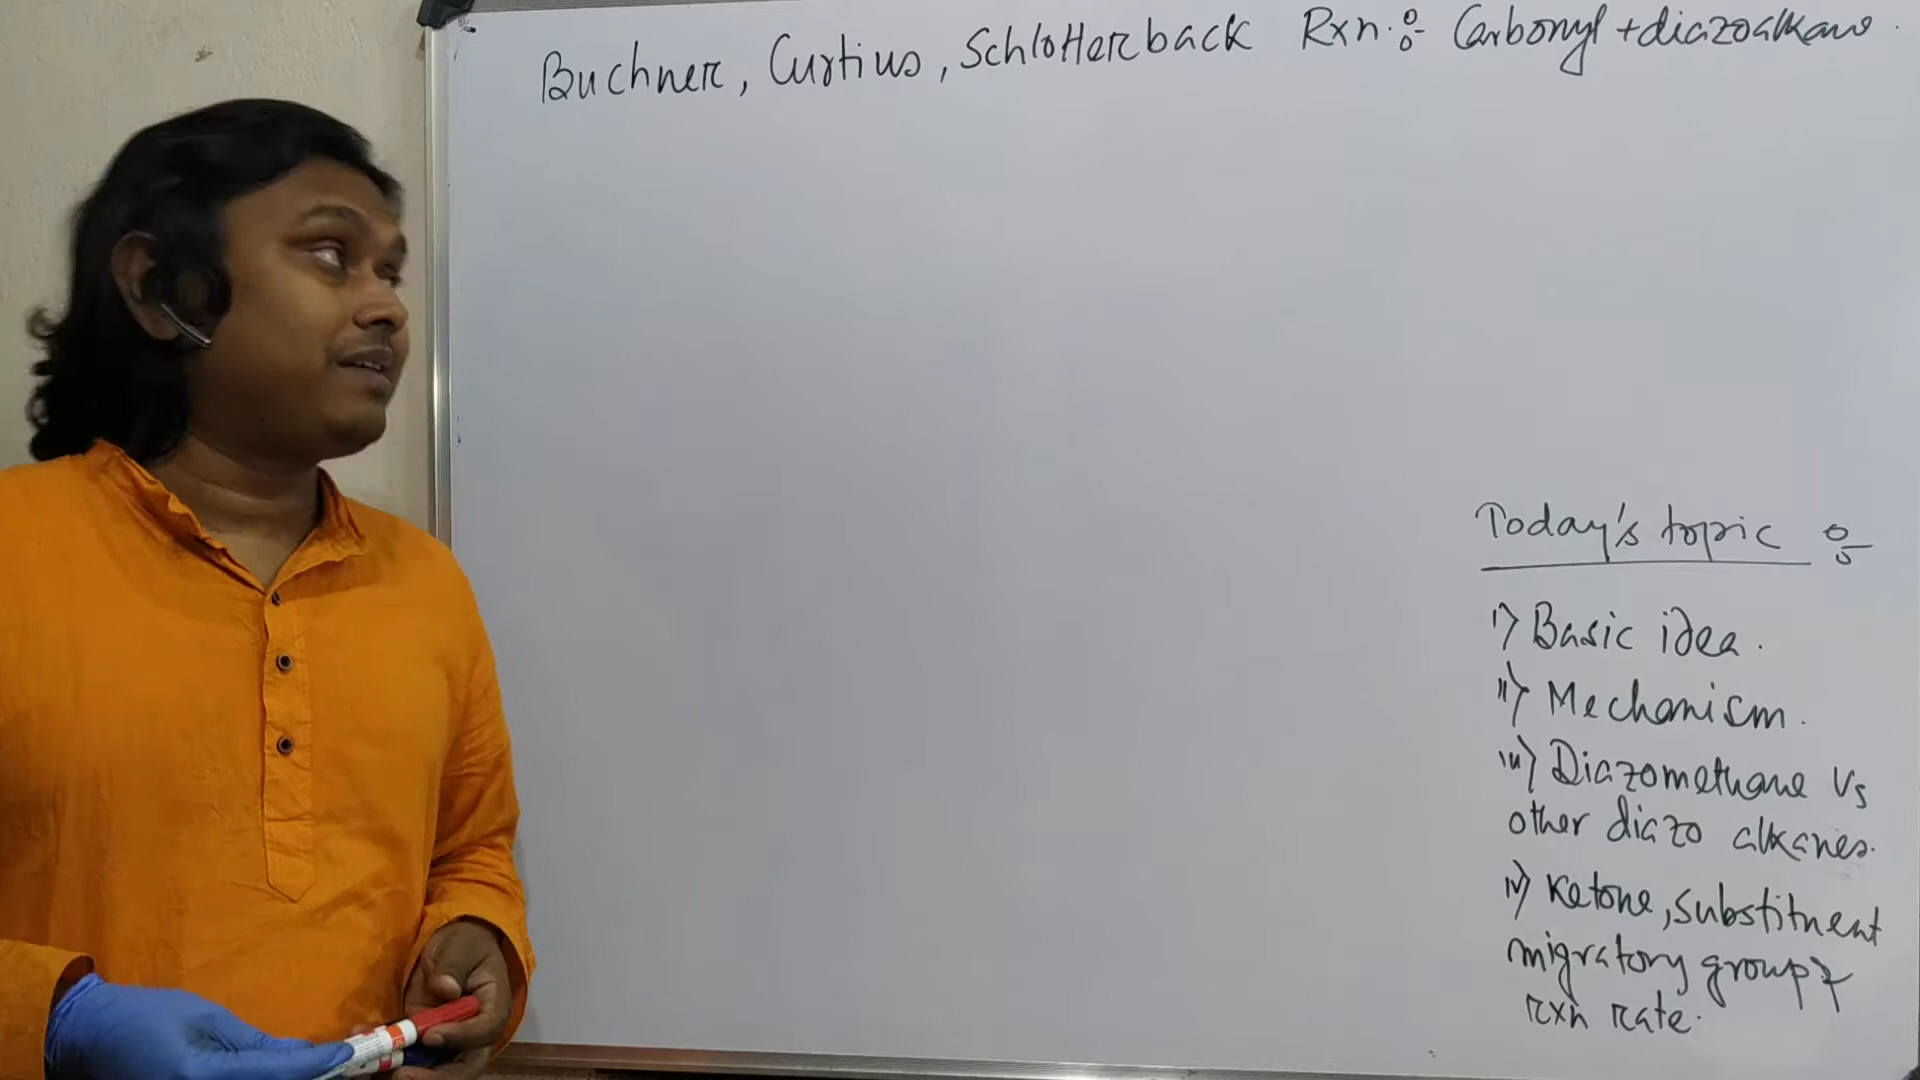 Buchner, Curtius, Schlotterback Rxn :- Carbonyl + diazoalkane.
Today's topic :-
i) Basic idea.
ii) Mechanism.
iii) Diazomethane Vs
other diazo alkanes.
iv) Ketone, substituent
migratory group &
rxn rate.